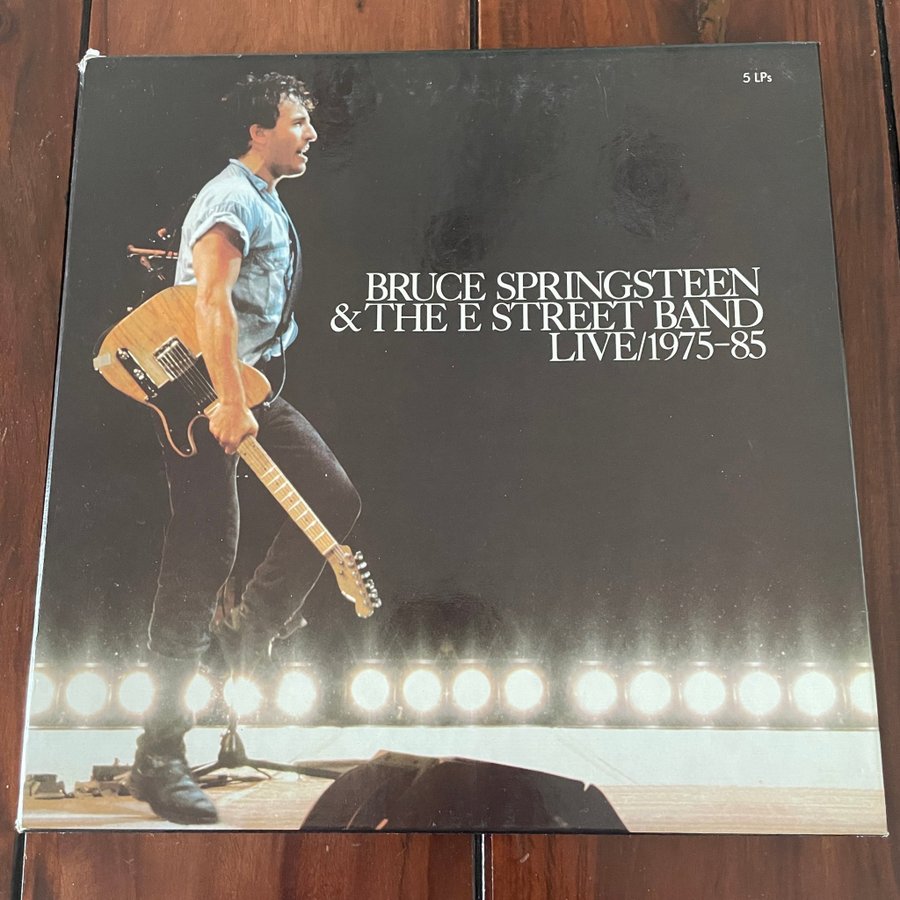 5 LPs
BRUCE SPRINGSTEEN
& THE E STREET BAND
LIVE/1975-85